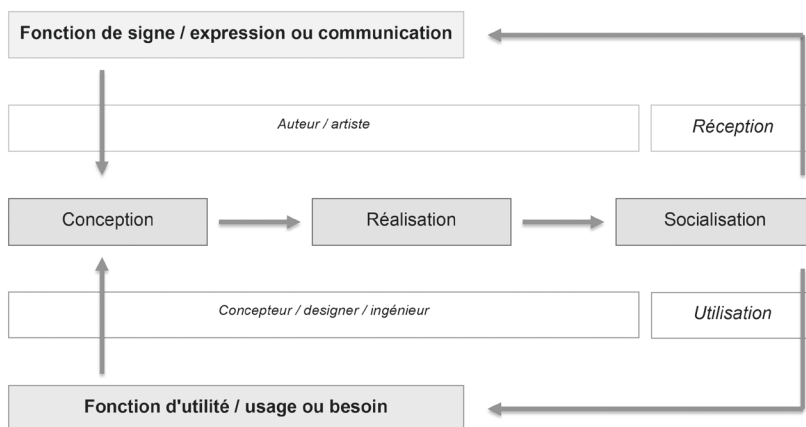 Fonction de signe / expression ou communication
Auteur / artiste
Réception
Conception
Réalisation
Socialisation
Concepteur / designer / ingénieur
Utilisation
Fonction d'utilité / usage ou besoin